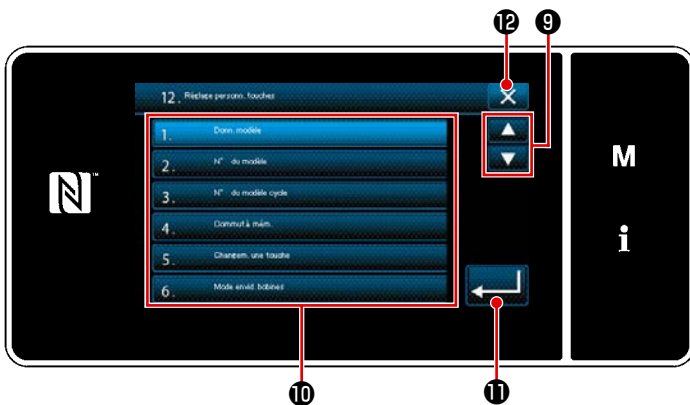 ⓬ ❾
12. Réglage personn. touches
1. Donn. modèle
2. N° du modèle
3. N° du modèle cycle
4. Commut à mém.
5. Changem. une touche
6. Mode envid. bobines
M
i
❿ ⓫